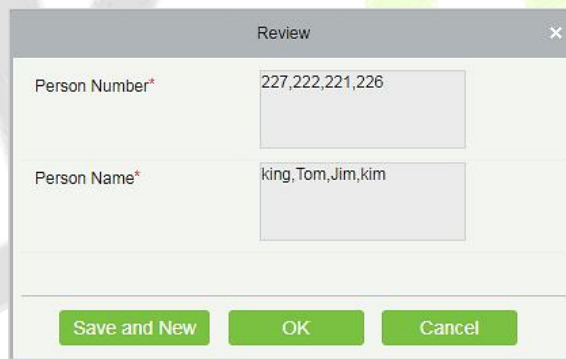 Review
Person Number*
227,222,221,226
Person Name*
king,Tom,Jim,kim
Save and New
OK
Cancel